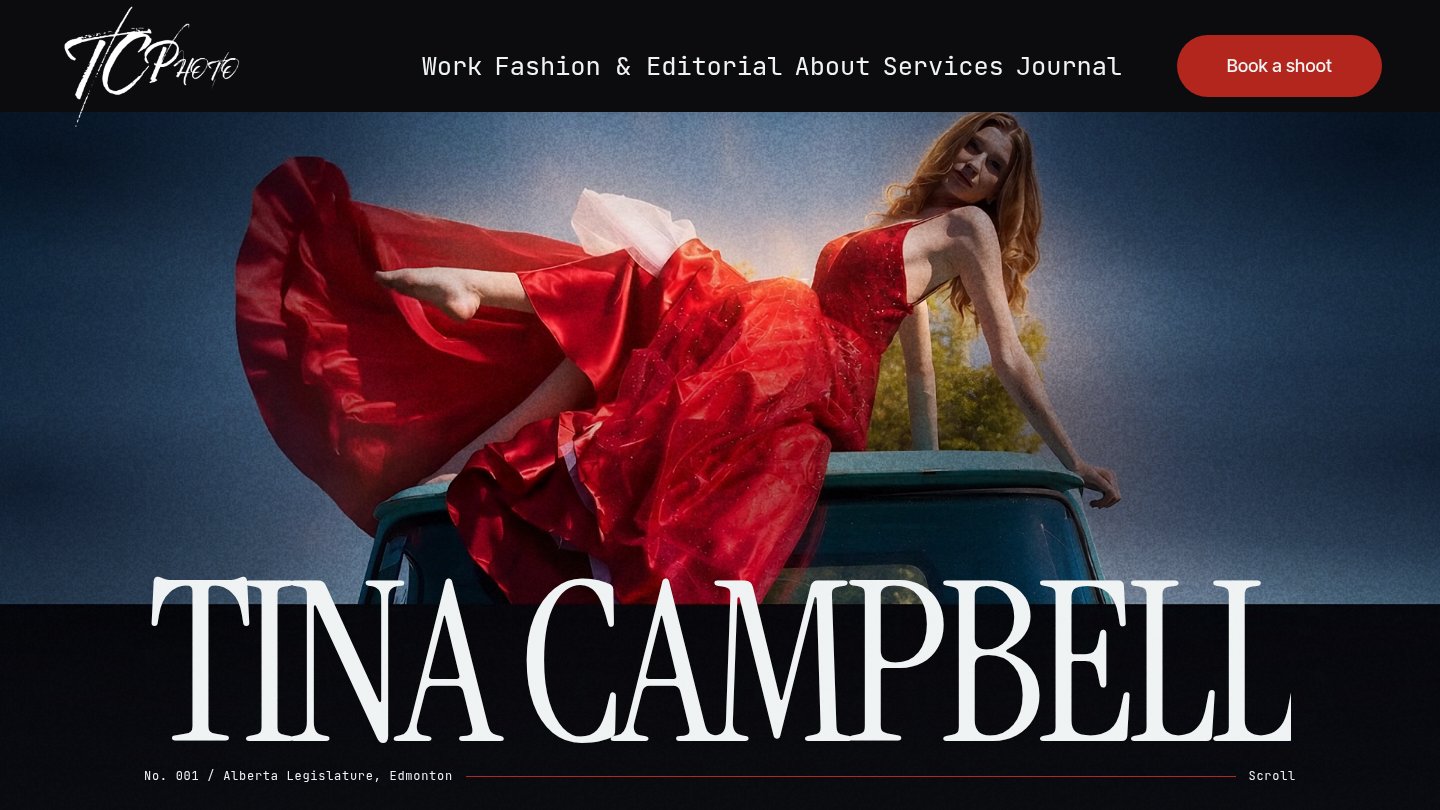 TCPHOTO
Work Fashion & Editorial About Services Journal
Book a shoot
TINA CAMPBELL
No. 001 / Alberta Legislature, Edmonton
Scroll